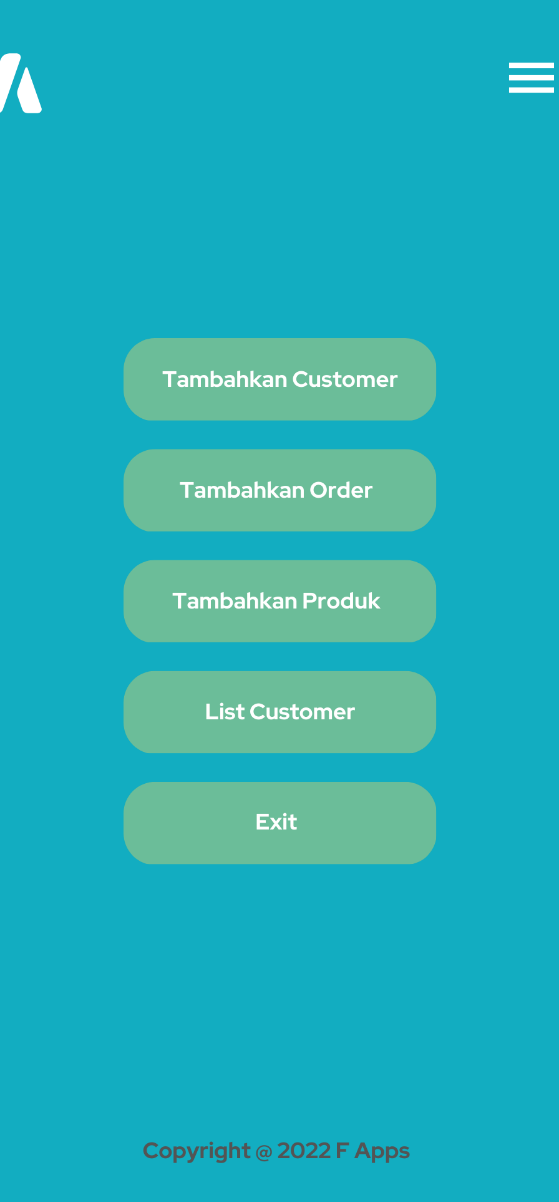 Tambahkan Customer
Tambahkan Order
Tambahkan Produk
List Customer
Exit
Copyright @ 2022 F Apps